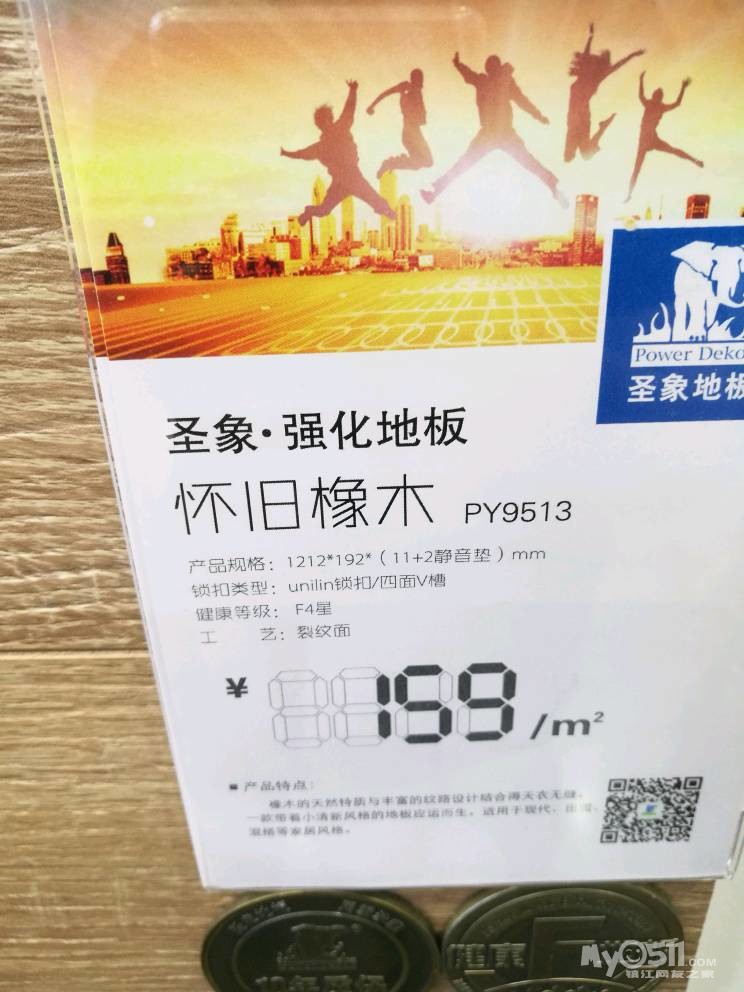 Power Deko
圣象地板
圣象·强化地板
怀旧橡木 PY9513
产品规格：1212*192*（11+2静音垫）mm
锁扣类型：unilin锁扣/四面V槽
健康等级：F4星
工 艺：裂纹面
¥ 159/m²
■ 产品特点：
橡木的天然特质与丰富的纹路设计结合得天衣无缝，
一款带着小清新风格的地板应运而生。适用于现代、田园、
混搭等家居风格。
健康 F
MyO511.COM
镇江网友之家